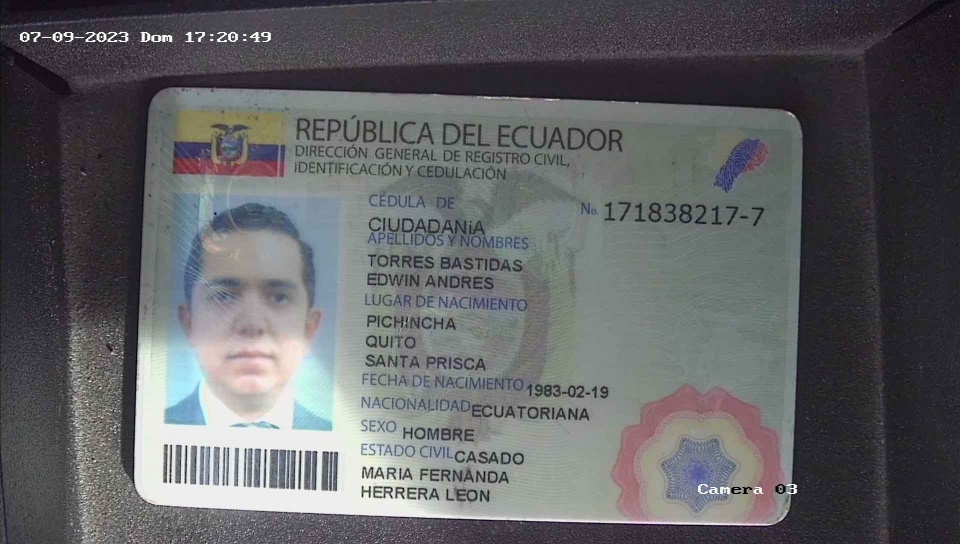 07-09-2023 Dom 17:20:49
REPÚBLICA DEL ECUADOR
DIRECCIÓN GENERAL DE REGISTRO CIVIL,
IDENTIFICACIÓN Y CEDULACIÓN
CÉDULA DE
No. 171838217-7
CIUDADANíA
APELLIDOS Y NOMBRES
TORRES BASTIDAS
EDWIN ANDRES
LUGAR DE NACIMIENTO
PICHINCHA
QUITO
SANTA PRISCA
FECHA DE NACIMIENTO 1983-02-19
NACIONALIDAD ECUATORIANA
SEXO HOMBRE
ESTADO CIVIL CASADO
MARIA FERNANDA
HERRERA LEON
Camera 03